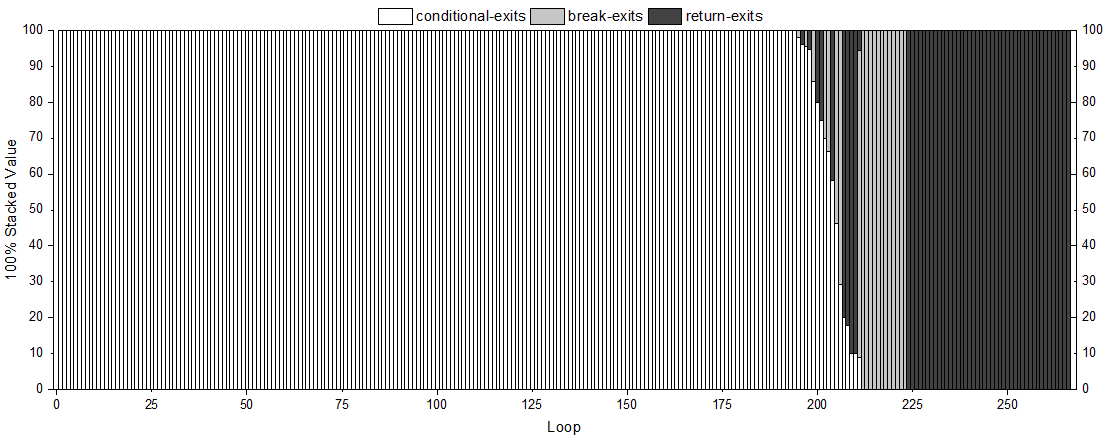 conditional-exits break-exits return-exits
100 100
90 90
80 80
70 70
60 60
50 50
40 40
30 30
20 20
10 10
0 0
100% Stacked Value
0 25 50 75 100 125 150 175 200 225 250
Loop